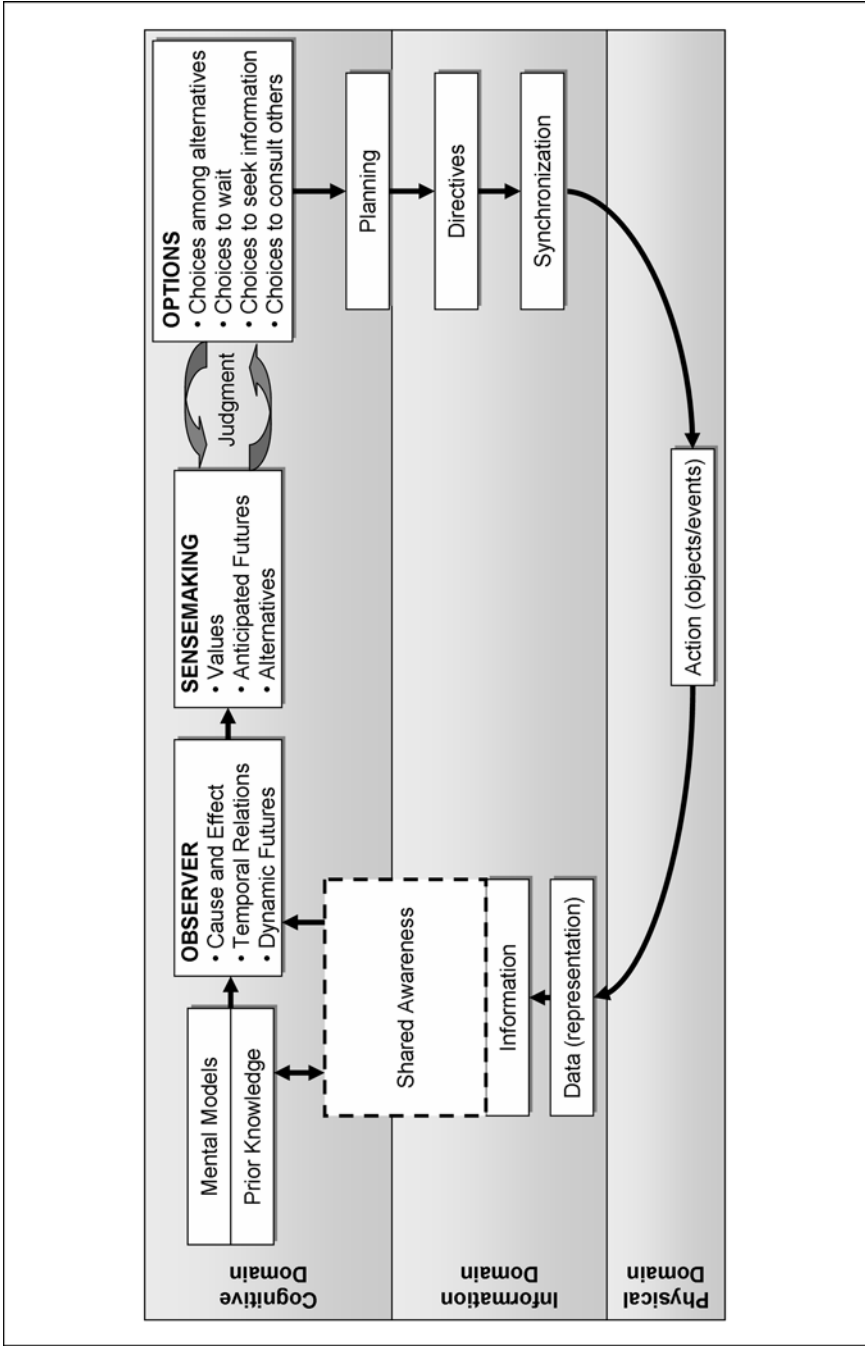 Cognitive
Domain
Mental Models
Prior Knowledge
OBSERVER
• Cause and Effect
• Temporal Relations
• Dynamic Futures
SENSEMAKING
• Values
• Anticipated Futures
• Alternatives
Judgment
OPTIONS
• Choices among alternatives
• Choices to wait
• Choices to seek information
• Choices to consult others
Planning
Information
Domain
Shared Awareness
Information
Data (representation)
Directives
Synchronization
Physical
Domain
Action (objects/events)